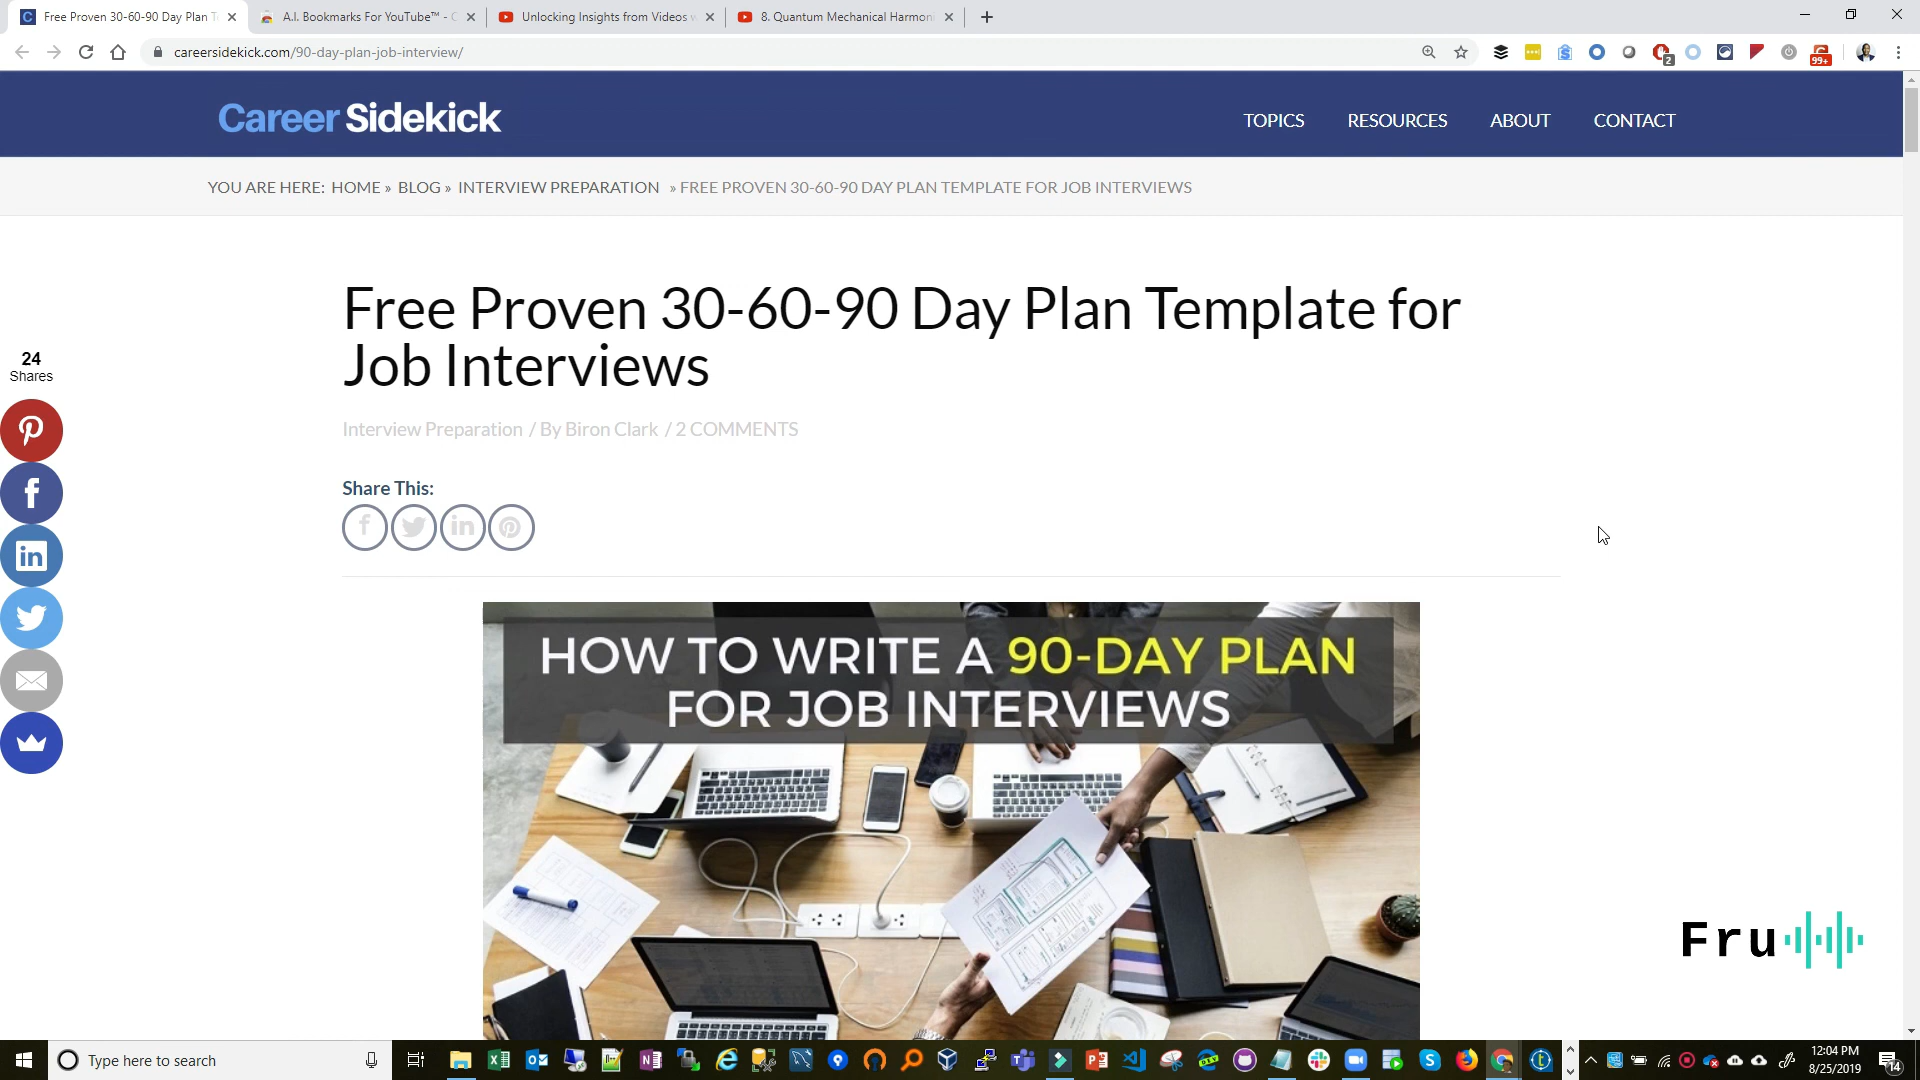 Free Proven 30-60-90 Day Plan T
A.I. Bookmarks For YouTube™ - C
Unlocking Insights from Videos w
8. Quantum Mechanical Harmoni
careersidekick.com/90-day-plan-job-interview/
2
99+
Career Sidekick
TOPICS
RESOURCES
ABOUT
CONTACT
YOU ARE HERE: HOME » BLOG » INTERVIEW PREPARATION » FREE PROVEN 30-60-90 DAY PLAN TEMPLATE FOR JOB INTERVIEWS
Free Proven 30-60-90 Day Plan Template for
Job Interviews
Interview Preparation / By Biron Clark / 2 COMMENTS
24
Shares
Share This:
HOW TO WRITE A 90-DAY PLAN
FOR JOB INTERVIEWS
Fru
Type here to search
12:04 PM
8/25/2019
14